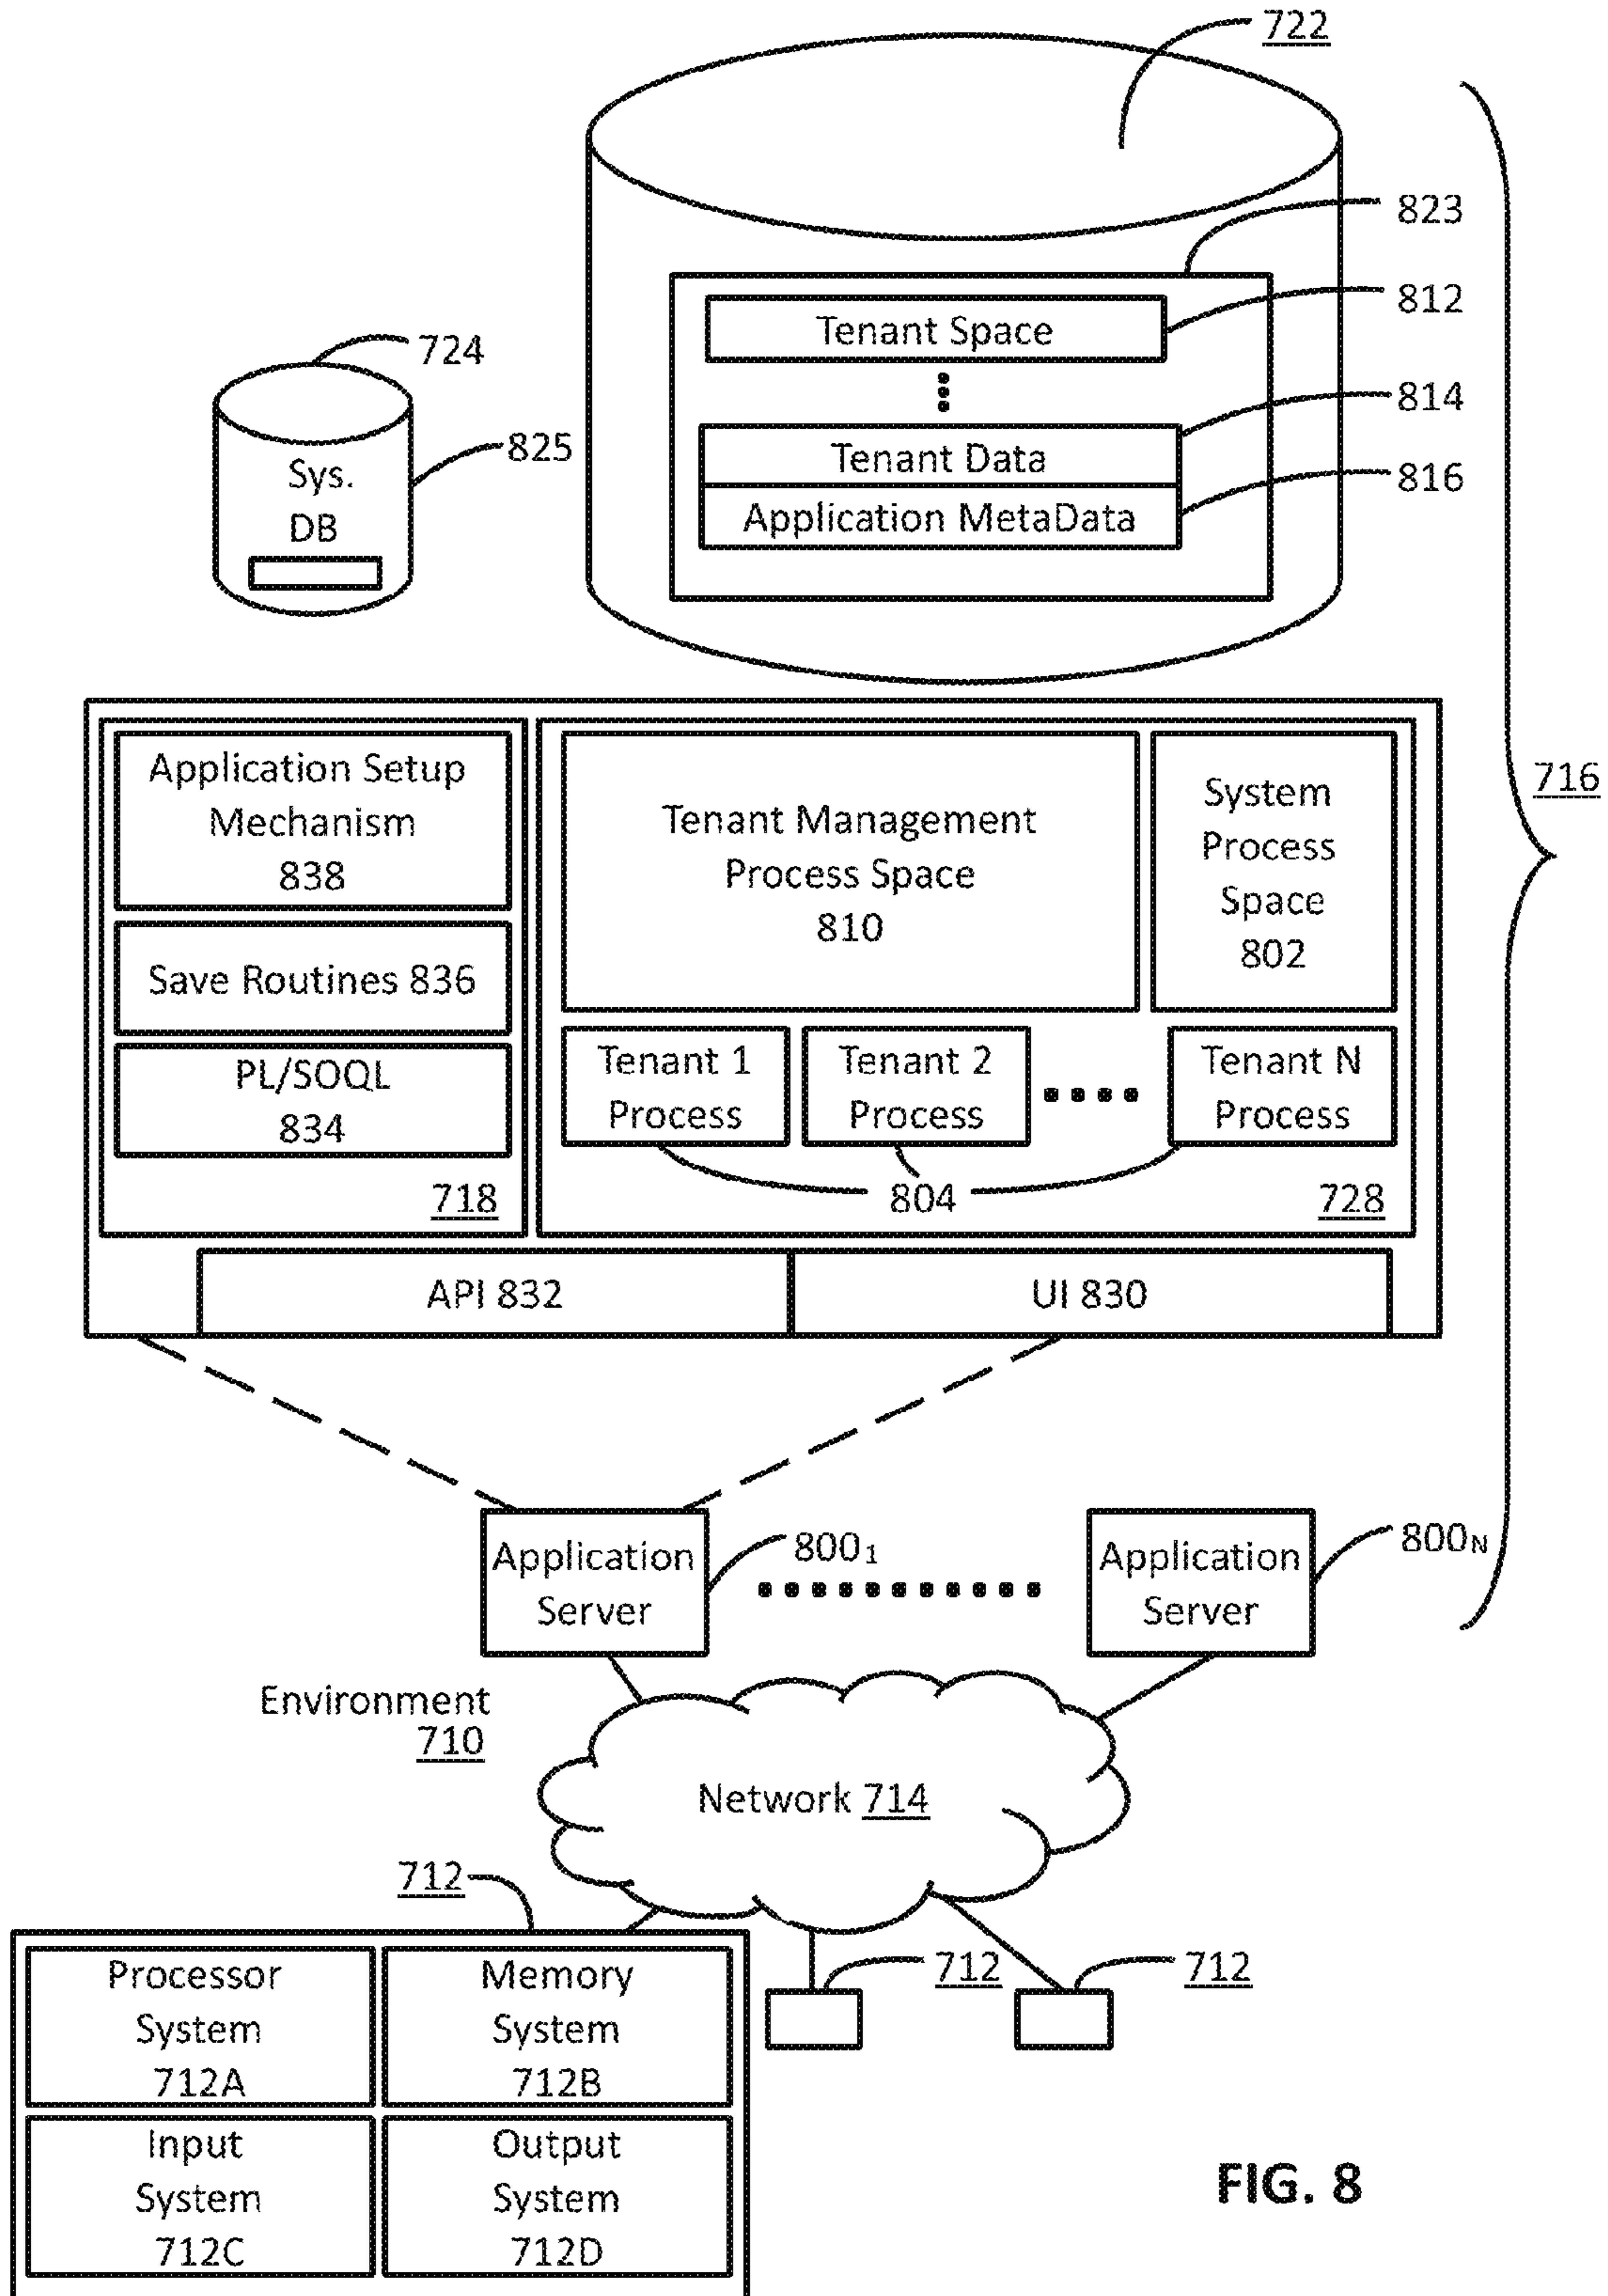 722
823
Tenant Space
812
724
814
825
Tenant Data
Sys.
DB
816
Application MetaData
Application Setup
Mechanism
838
Save Routines 836
PL/SOQL
834
718
Tenant Management
Process Space
810
System
Process
Space
802
716
Tenant 1
Process
Tenant 2
Process
Tenant N
Process
804
728
API 832
UI 830
Application
Server
800₁
Application
Server
800N
Environment
710
Network 714
712
Processor
System
712A
Memory
System
712B
Input
System
712C
Output
System
712D
712
712
FIG. 8